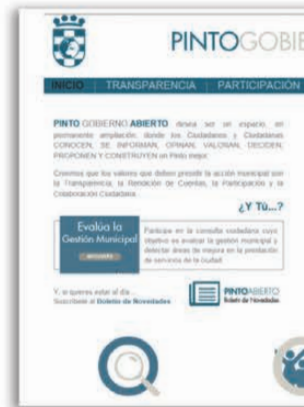 PINTOGOBIE
INICIO TRANSPARENCIA PARTICIPACIÓN
PINTO GOBIERNO ABIERTO desea ser un espacio, en
permanente ampliación, donde los Ciudadanos y Ciudadanas
CONOCEN, SE INFORMAN, OPINAN, VALORAN, DECIDEN,
PROPONEN Y CONSTRUYEN un Pinto mejor.
Creemos que los valores que deben presidir la acción municipal son
la Transparencia, la Rendición de Cuentas, la Participación y la
Colaboración Ciudadana.
¿Y Tú...?
Evalúa la
Gestión Municipal
Participa en la consulta ciudadana cuyo
objetivo es evaluar la gestión municipal y
detectar áreas de mejora en la prestación
de servicios de la ciudad.
Y, si quieres estar al día...
Suscríbete al Boletín de Novedades
PINTOABIERTO
Boletín de Novedades